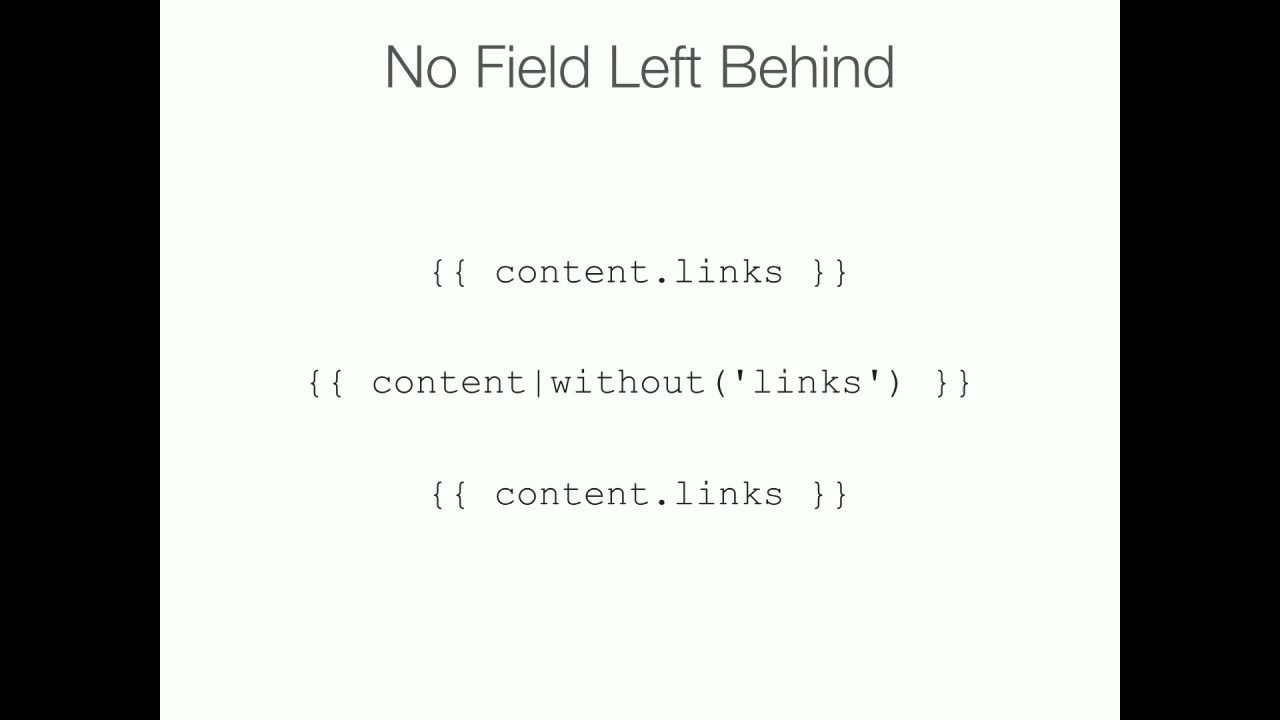 No Field Left Behind
{{ content.links }}
{{ content|without('links') }}
{{ content.links }}